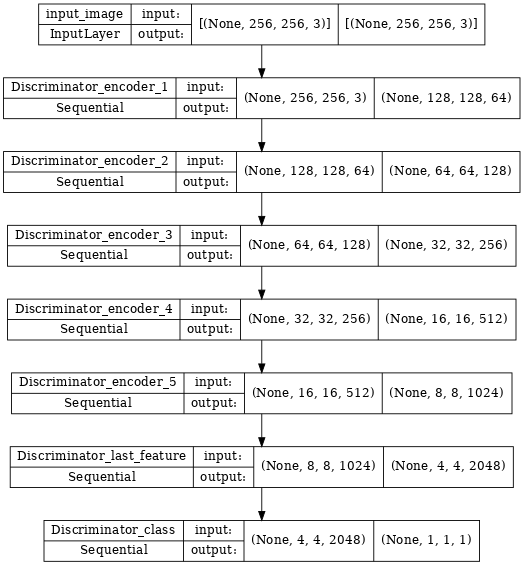 input_image input: [(None, 256, 256, 3)] [(None, 256, 256, 3)]
InputLayer output:
Discriminator_encoder_1 input: (None, 256, 256, 3) (None, 128, 128, 64)
Sequential output:
Discriminator_encoder_2 input: (None, 128, 128, 64) (None, 64, 64, 128)
Sequential output:
Discriminator_encoder_3 input: (None, 64, 64, 128) (None, 32, 32, 256)
Sequential output:
Discriminator_encoder_4 input: (None, 32, 32, 256) (None, 16, 16, 512)
Sequential output:
Discriminator_encoder_5 input: (None, 16, 16, 512) (None, 8, 8, 1024)
Sequential output:
Discriminator_last_feature input: (None, 8, 8, 1024) (None, 4, 4, 2048)
Sequential output:
Discriminator_class input: (None, 4, 4, 2048) (None, 1, 1, 1)
Sequential output: